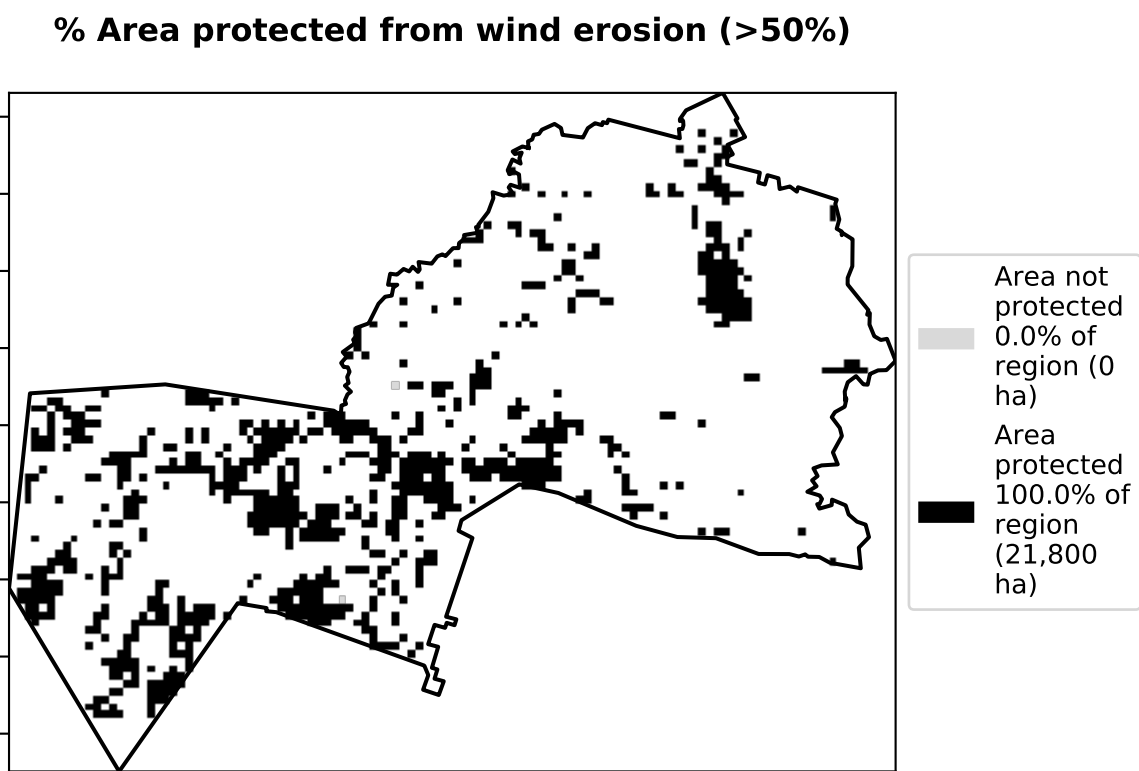 % Area protected from wind erosion (>50%)
Area not
protected
0.0% of
region (0
ha)
Area
protected
100.0% of
region
(21,800
ha)